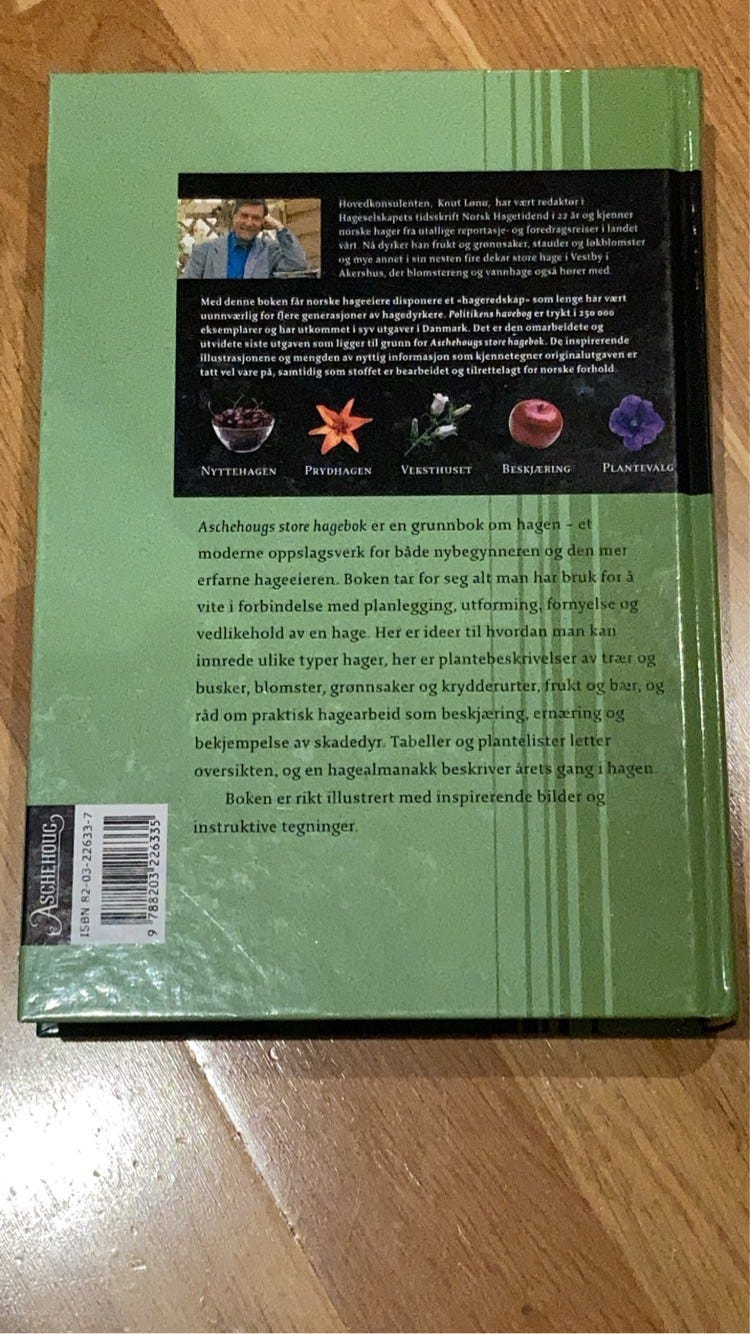 Hovedkonsulenten, Knut Lønø, har vært redaktør i
Hageselskapets tidsskrift Norsk Hagetidend i 22 år og kjenner
norske hager fra utallige reportasje- og foredragsreiser i landet
vårt. Nå dyrker han frukt og grønnsaker, stauder og løkblomster
og mye annet i sin nesten fire dekar store hage i Vestby i
Akershus, der blomstereng og vannhage også hører med.
Med denne boken får norske hageeiere disponere et «hageredskap» som lenge har vært
uunnværlig for flere generasjoner av hagedyrkere. Politikens havebog er trykt i 250 000
eksemplarer og har utkommet i syv utgaver i Danmark. Det er den omarbeidede og
utvidete siste utgaven som ligger til grunn for Aschehougs store hagebok. De inspirerende
illustrasjonene og mengden av nyttig informasjon som kjennetegner originalutgaven er
tatt vel vare på, samtidig som stoffet er bearbeidet og tilrettelagt for norske forhold.
NYTTEHAGEN PRYDHAGEN VEKSTHUSET BESKJÆRING PLANTEVALG
Aschehougs store hagebok er en grunnbok om hagen – et
moderne oppslagsverk for både nybegynneren og den mer
erfarne hageeieren. Boken tar for seg alt man har bruk for å
vite i forbindelse med planlegging, utforming, fornyelse og
vedlikehold av en hage. Her er ideer til hvordan man kan
innrede ulike typer hager, her er plantebeskrivelser av trær og
busker, blomster, grønnsaker og krydderurter, frukt og bær, og
råd om praktisk hagearbeid som beskjæring, ernæring og
bekjempelse av skadedyr. Tabeller og plantelister letter
oversikten, og en hagealmanakk beskriver årets gang i hagen.
Boken er rikt illustrert med inspirerende bilder og
instruktive tegninger.
ASCHEHOUG
ISBN 82-03-22633-7
9 788203 226335